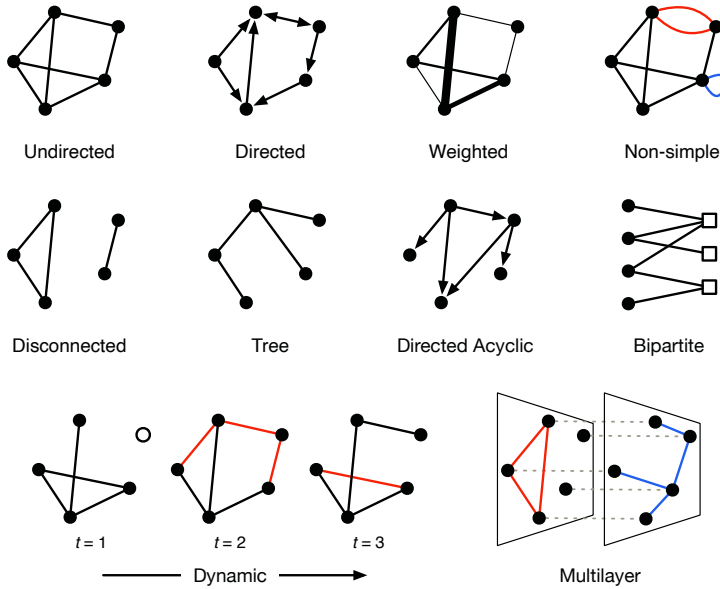 Undirected Directed Weighted Non-simple
Disconnected Tree Directed Acyclic Bipartite
t = 1 t = 2 t = 3
Dynamic Multilayer